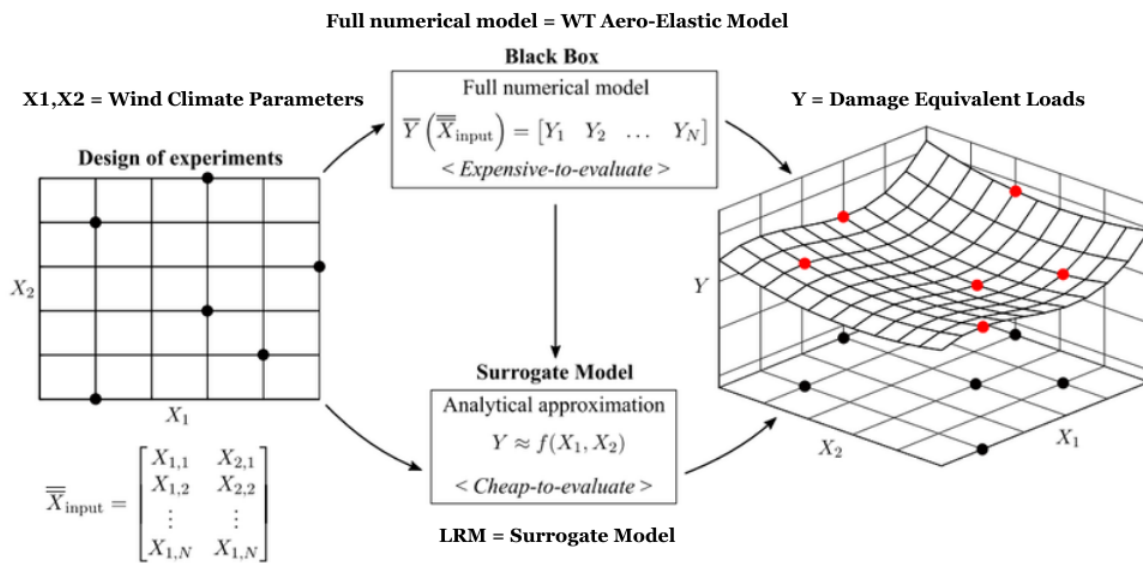 Full numerical model = WT Aero-Elastic Model
Black Box
Full numerical model
Y̅ (X̿input) = [Y1 Y2 … YN]
< Expensive-to-evaluate >
X1,X2 = Wind Climate Parameters
Design of experiments
X2
X1
X̿input = [X1,1 X2,1
X1,2 X2,2
⋮ ⋮
X1,N X1,N]
Surrogate Model
Analytical approximation
Y ≈ f(X1, X2)
< Cheap-to-evaluate >
LRM = Surrogate Model
Y = Damage Equivalent Loads
Y
X2
X1